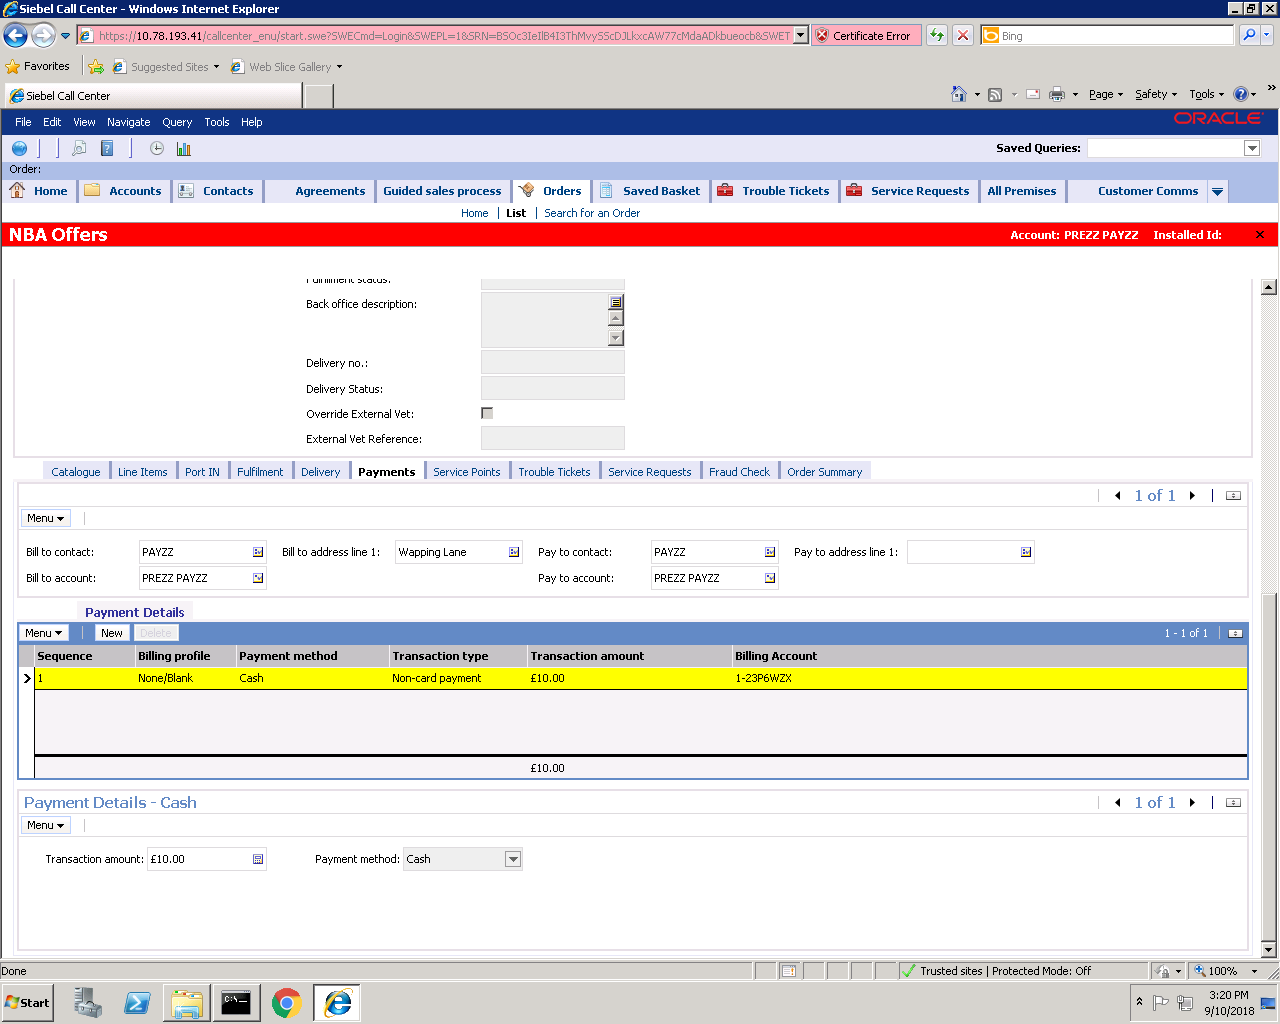 Siebel Call Center - Windows Internet Explorer
https://10.78.193.41/callcenter_enu/start.swe?SWECmd=Login&SWEPL=1&SRN=
Certificate Error
Bing
Favorites
Suggested Sites
Web Slice Gallery
Siebel Call Center
Page
Safety
Tools
File Edit View Navigate Query Tools Help
ORACLE
Saved Queries:
Order:
Home Accounts Contacts Agreements Guided sales process Orders Saved Basket Trouble Tickets Service Requests All Premises Customer Comms
Home | List | Search for an Order
NBA Offers
Account: PREZZ PAYZZ Installed Id:
Fulfilment status:
Back office description:
Delivery no.:
Delivery Status:
Override External Vet:
External Vet Reference:
Catalogue Line Items Port IN Fulfilment Delivery Payments Service Points Trouble Tickets Service Requests Fraud Check Order Summary
1 of 1
Menu
Bill to contact: PAYZZ Bill to address line 1: Wapping Lane Pay to contact: PAYZZ Pay to address line 1:
Bill to account: PREZZ PAYZZ Pay to account: PREZZ PAYZZ
Payment Details
Menu New Delete 1 - 1 of 1
Sequence Billing profile Payment method Transaction type Transaction amount Billing Account
1 None/Blank Cash Non-card payment £10.00 1-23P6WZX
£10.00
Payment Details - Cash 1 of 1
Menu
Transaction amount: £10.00 Payment method: Cash
Done
Trusted sites | Protected Mode: Off
100%
Start
C:\
3:20 PM
9/10/2018